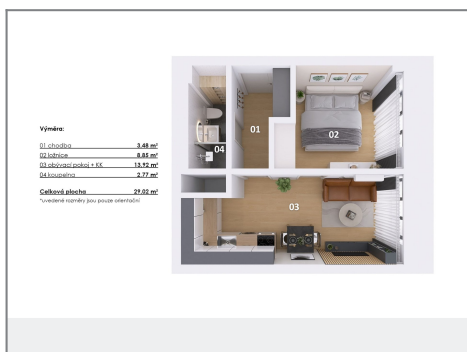 Výměra:
01 chodba 3,48 m²
02 ložnice 8,85 m²
03 obývací pokoj + KK 13,92 m²
04 koupelna 2,77 m²
Celková plocha 29,02 m²
*uvedené rozměry jsou pouze orientační
01
02
04
03